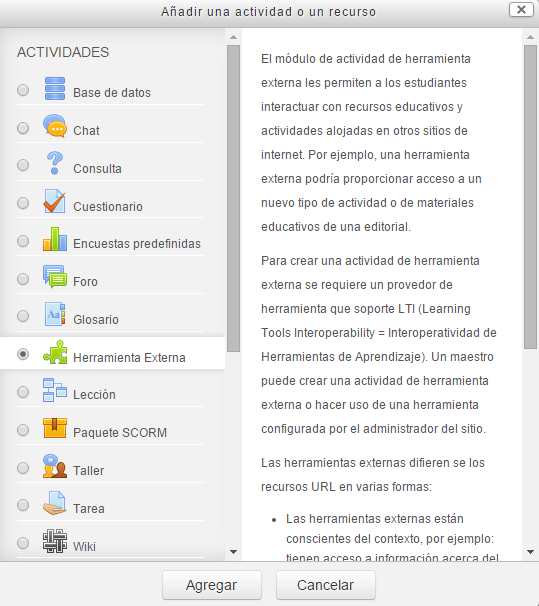 Añadir una actividad o un recurso
ACTIVIDADES
Base de datos
Chat
Consulta
Cuestionario
Encuestas predefinidas
Foro
Glosario
Herramienta Externa
Lección
Paquete SCORM
Taller
Tarea
Wiki
El módulo de actividad de herramienta
externa les permiten a los estudiantes
interactuar con recursos educativos y
actividades alojadas en otros sitios de
internet. Por ejemplo, una herramienta
externa podría proporcionar acceso a un
nuevo tipo de actividad o de materiales
educativos de una editorial.
Para crear una actividad de herramienta
externa se requiere un provedor de
herramienta que soporte LTI (Learning
Tools Interoperability = Interoperatividad de
Herramientas de Aprendizaje). Un maestro
puede crear una actividad de herramienta
externa o hacer uso de una herramienta
configurada por el administrador del sitio.
Las herramientas externas difieren se los
recursos URL en varias formas:
• Las herramientas externas están
conscientes del contexto, por ejemplo:
tienen acceso a información acerca del
Agregar
Cancelar